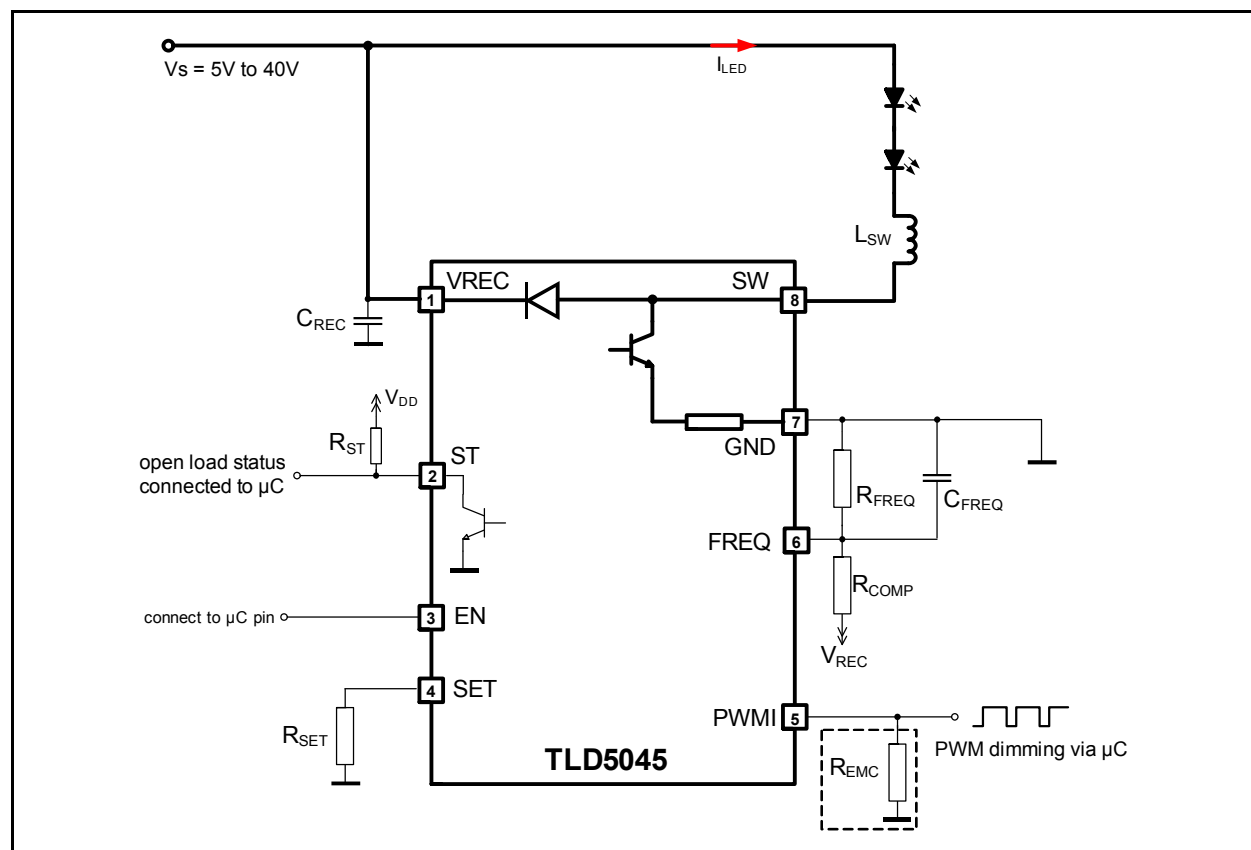 Vs = 5V to 40V
ILED
LSW
VREC
SW
1
8
CREC
VDD
RST
ST
2
open load status
connected to µC
7
GND
RFREQ
CFREQ
FREQ
6
RCOMP
VREC
connect to µC pin
3
EN
4
SET
RSET
PWMI
5
PWM dimming via µC
REMC
TLD5045